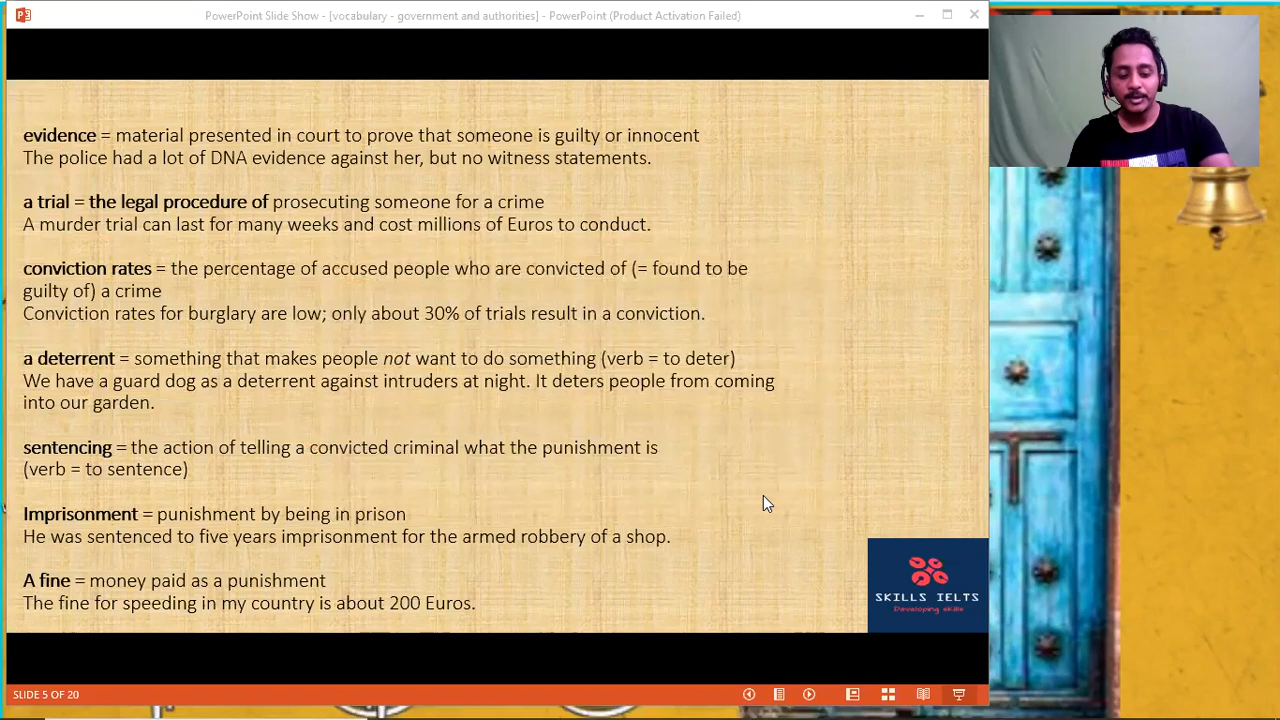 PowerPoint Slide Show - [vocabulary - government and authorities] - PowerPoint (Product Activation Failed)
evidence = material presented in court to prove that someone is guilty or innocent
The police had a lot of DNA evidence against her, but no witness statements.
a trial = the legal procedure of prosecuting someone for a crime
A murder trial can last for many weeks and cost millions of Euros to conduct.
conviction rates = the percentage of accused people who are convicted of (= found to be
guilty of) a crime
Conviction rates for burglary are low; only about 30% of trials result in a conviction.
a deterrent = something that makes people not want to do something (verb = to deter)
We have a guard dog as a deterrent against intruders at night. It deters people from coming
into our garden.
sentencing = the action of telling a convicted criminal what the punishment is
(verb = to sentence)
Imprisonment = punishment by being in prison
He was sentenced to five years imprisonment for the armed robbery of a shop.
A fine = money paid as a punishment
The fine for speeding in my country is about 200 Euros.
SKILLS IELTS
Developing skills
SLIDE 5 OF 20